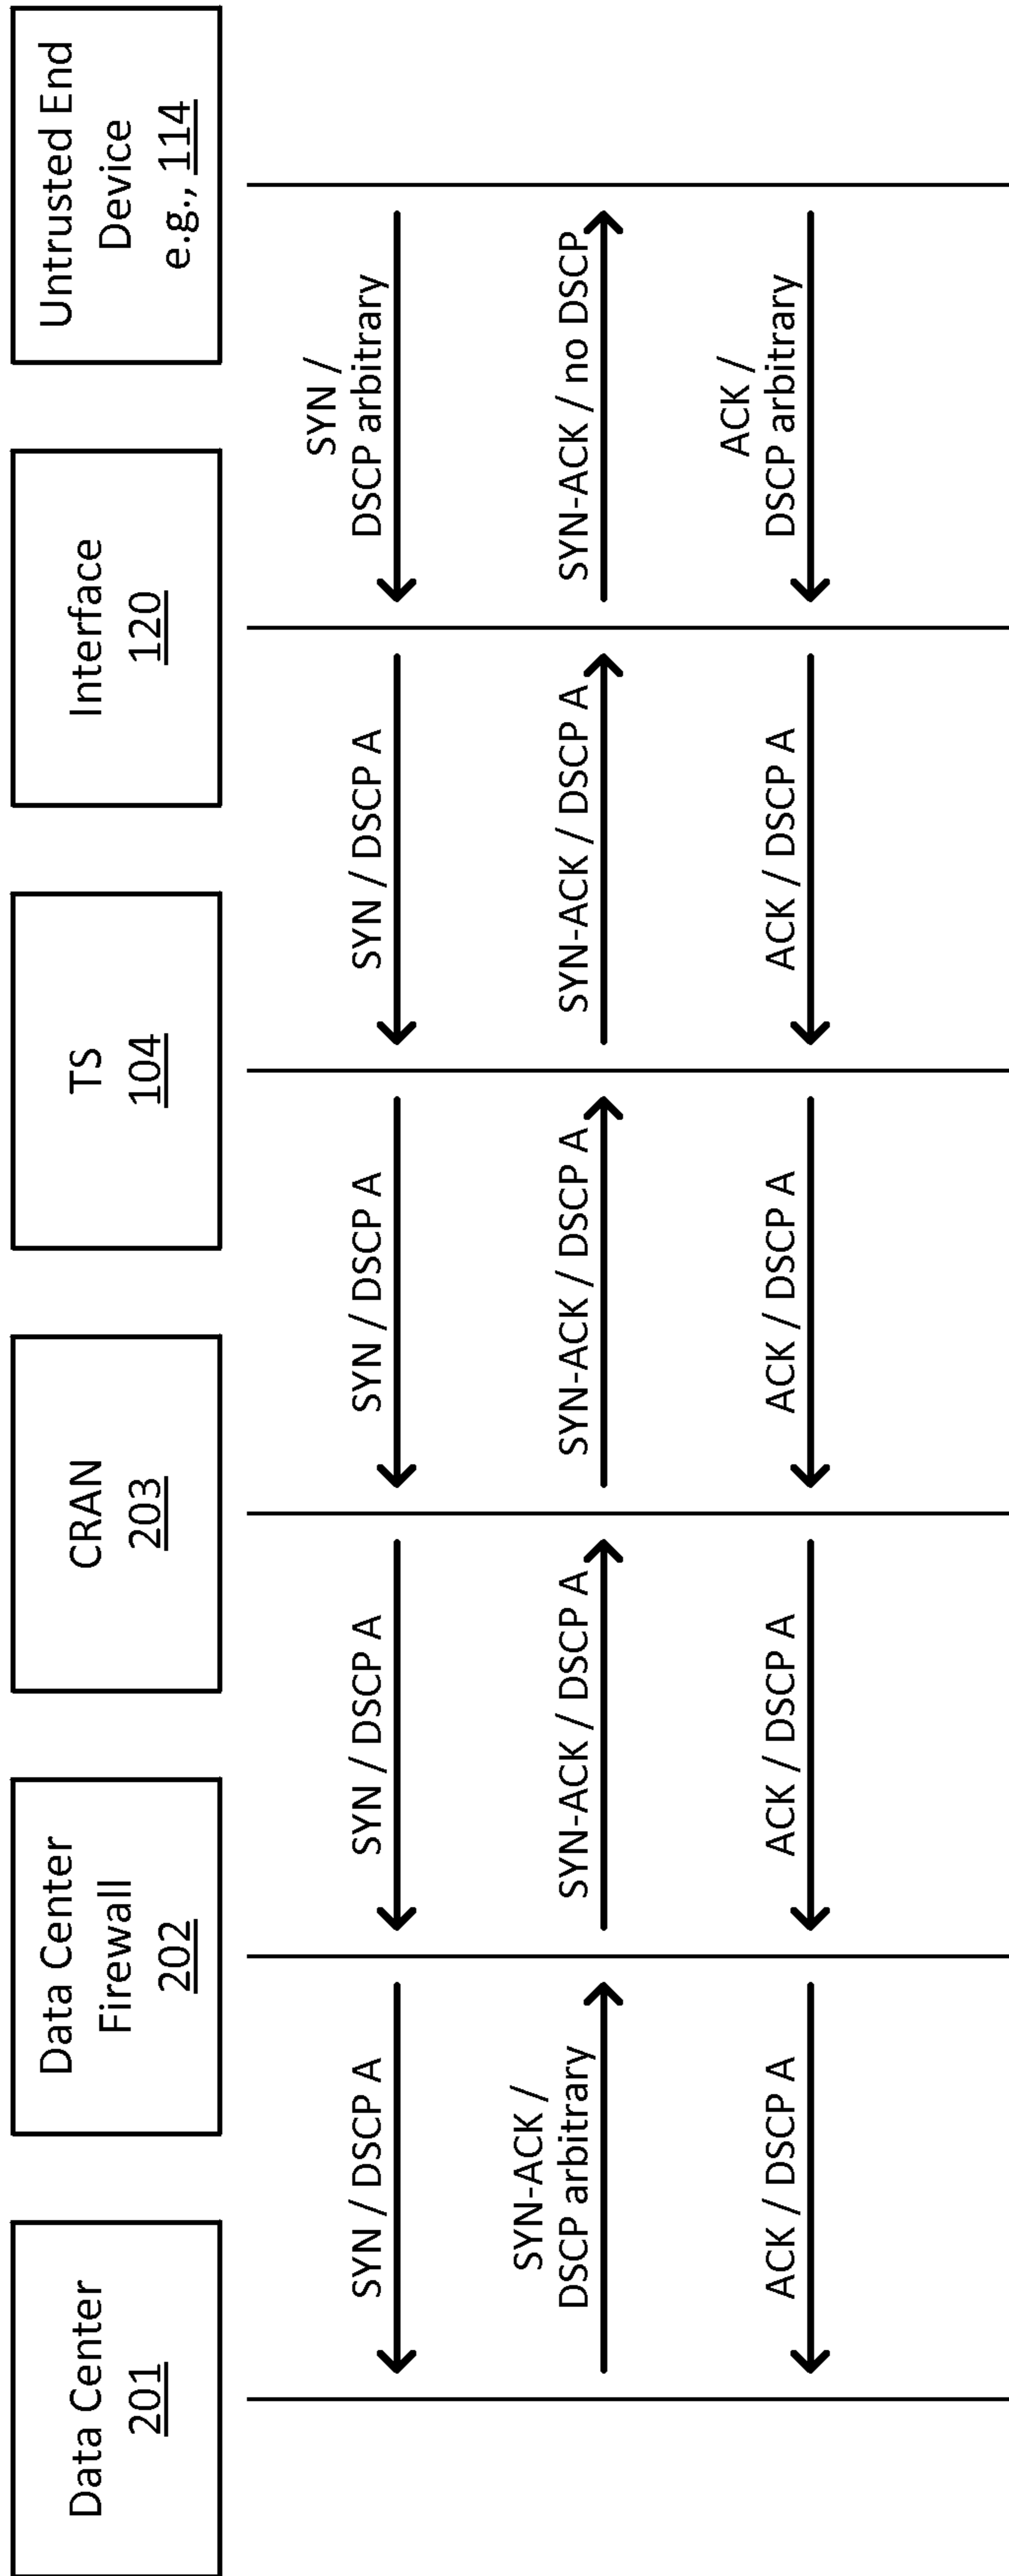 Data Center
201
Data Center
Firewall
202
CRAN
203
TS
104
Interface
120
Untrusted End
Device
e.g., 114
SYN / DSCP A
SYN / DSCP A
SYN / DSCP A
SYN / DSCP A
SYN /
DSCP arbitrary
SYN-ACK /
DSCP arbitrary
SYN-ACK / DSCP A
SYN-ACK / DSCP A
SYN-ACK / DSCP A
SYN-ACK / no DSCP
ACK / DSCP A
ACK / DSCP A
ACK / DSCP A
ACK / DSCP A
ACK /
DSCP arbitrary